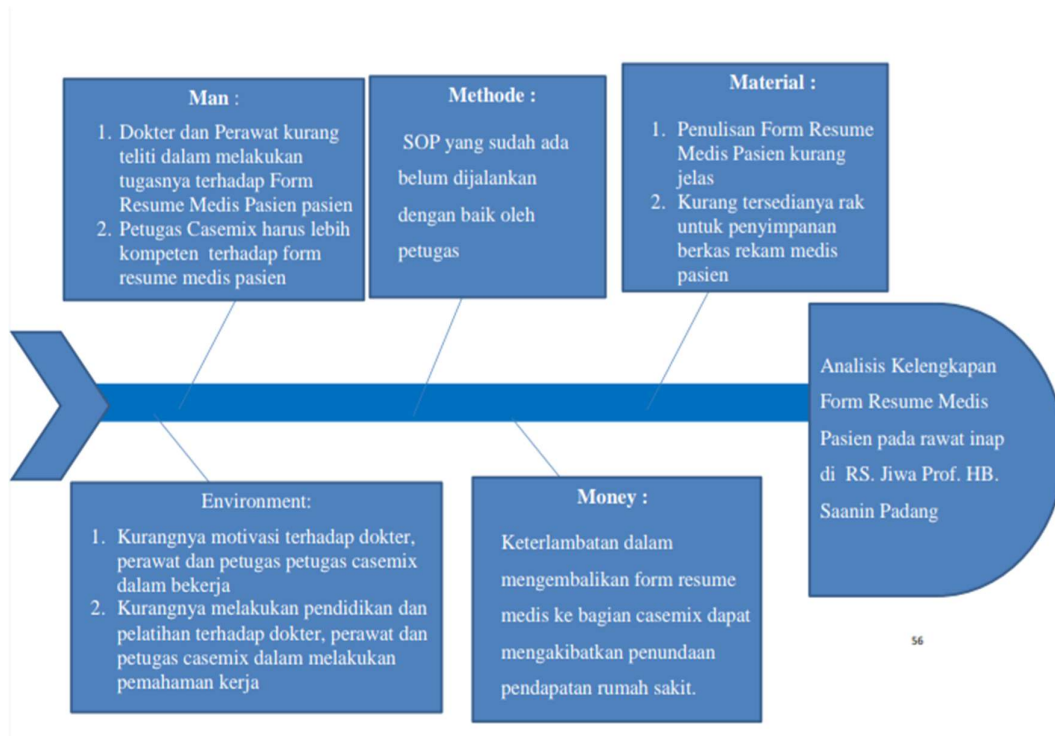 Man :
1. Dokter dan Perawat kurang
teliti dalam melakukan
tugasnya terhadap Form
Resume Medis Pasien pasien
2. Petugas Casemix harus lebih
kompeten terhadap form
resume medis pasien
Methode :
SOP yang sudah ada
belum dijalankan
dengan baik oleh
petugas
Material :
1. Penulisan Form Resume
Medis Pasien kurang
jelas
2. Kurang tersedianya rak
untuk penyimpanan
berkas rekam medis
pasien
Analisis Kelengkapan
Form Resume Medis
Pasien pada rawat inap
di RS. Jiwa Prof. HB.
Saanin Padang
Environment:
1. Kurangnya motivasi terhadap dokter,
perawat dan petugas petugas casemix
dalam bekerja
2. Kurangnya melakukan pendidikan dan
pelatihan terhadap dokter, perawat dan
petugas casemix dalam melakukan
pemahaman kerja
Money :
Keterlambatan dalam
mengembalikan form resume
medis ke bagian casemix dapat
mengakibatkan penundaan
pendapatan rumah sakit.
56